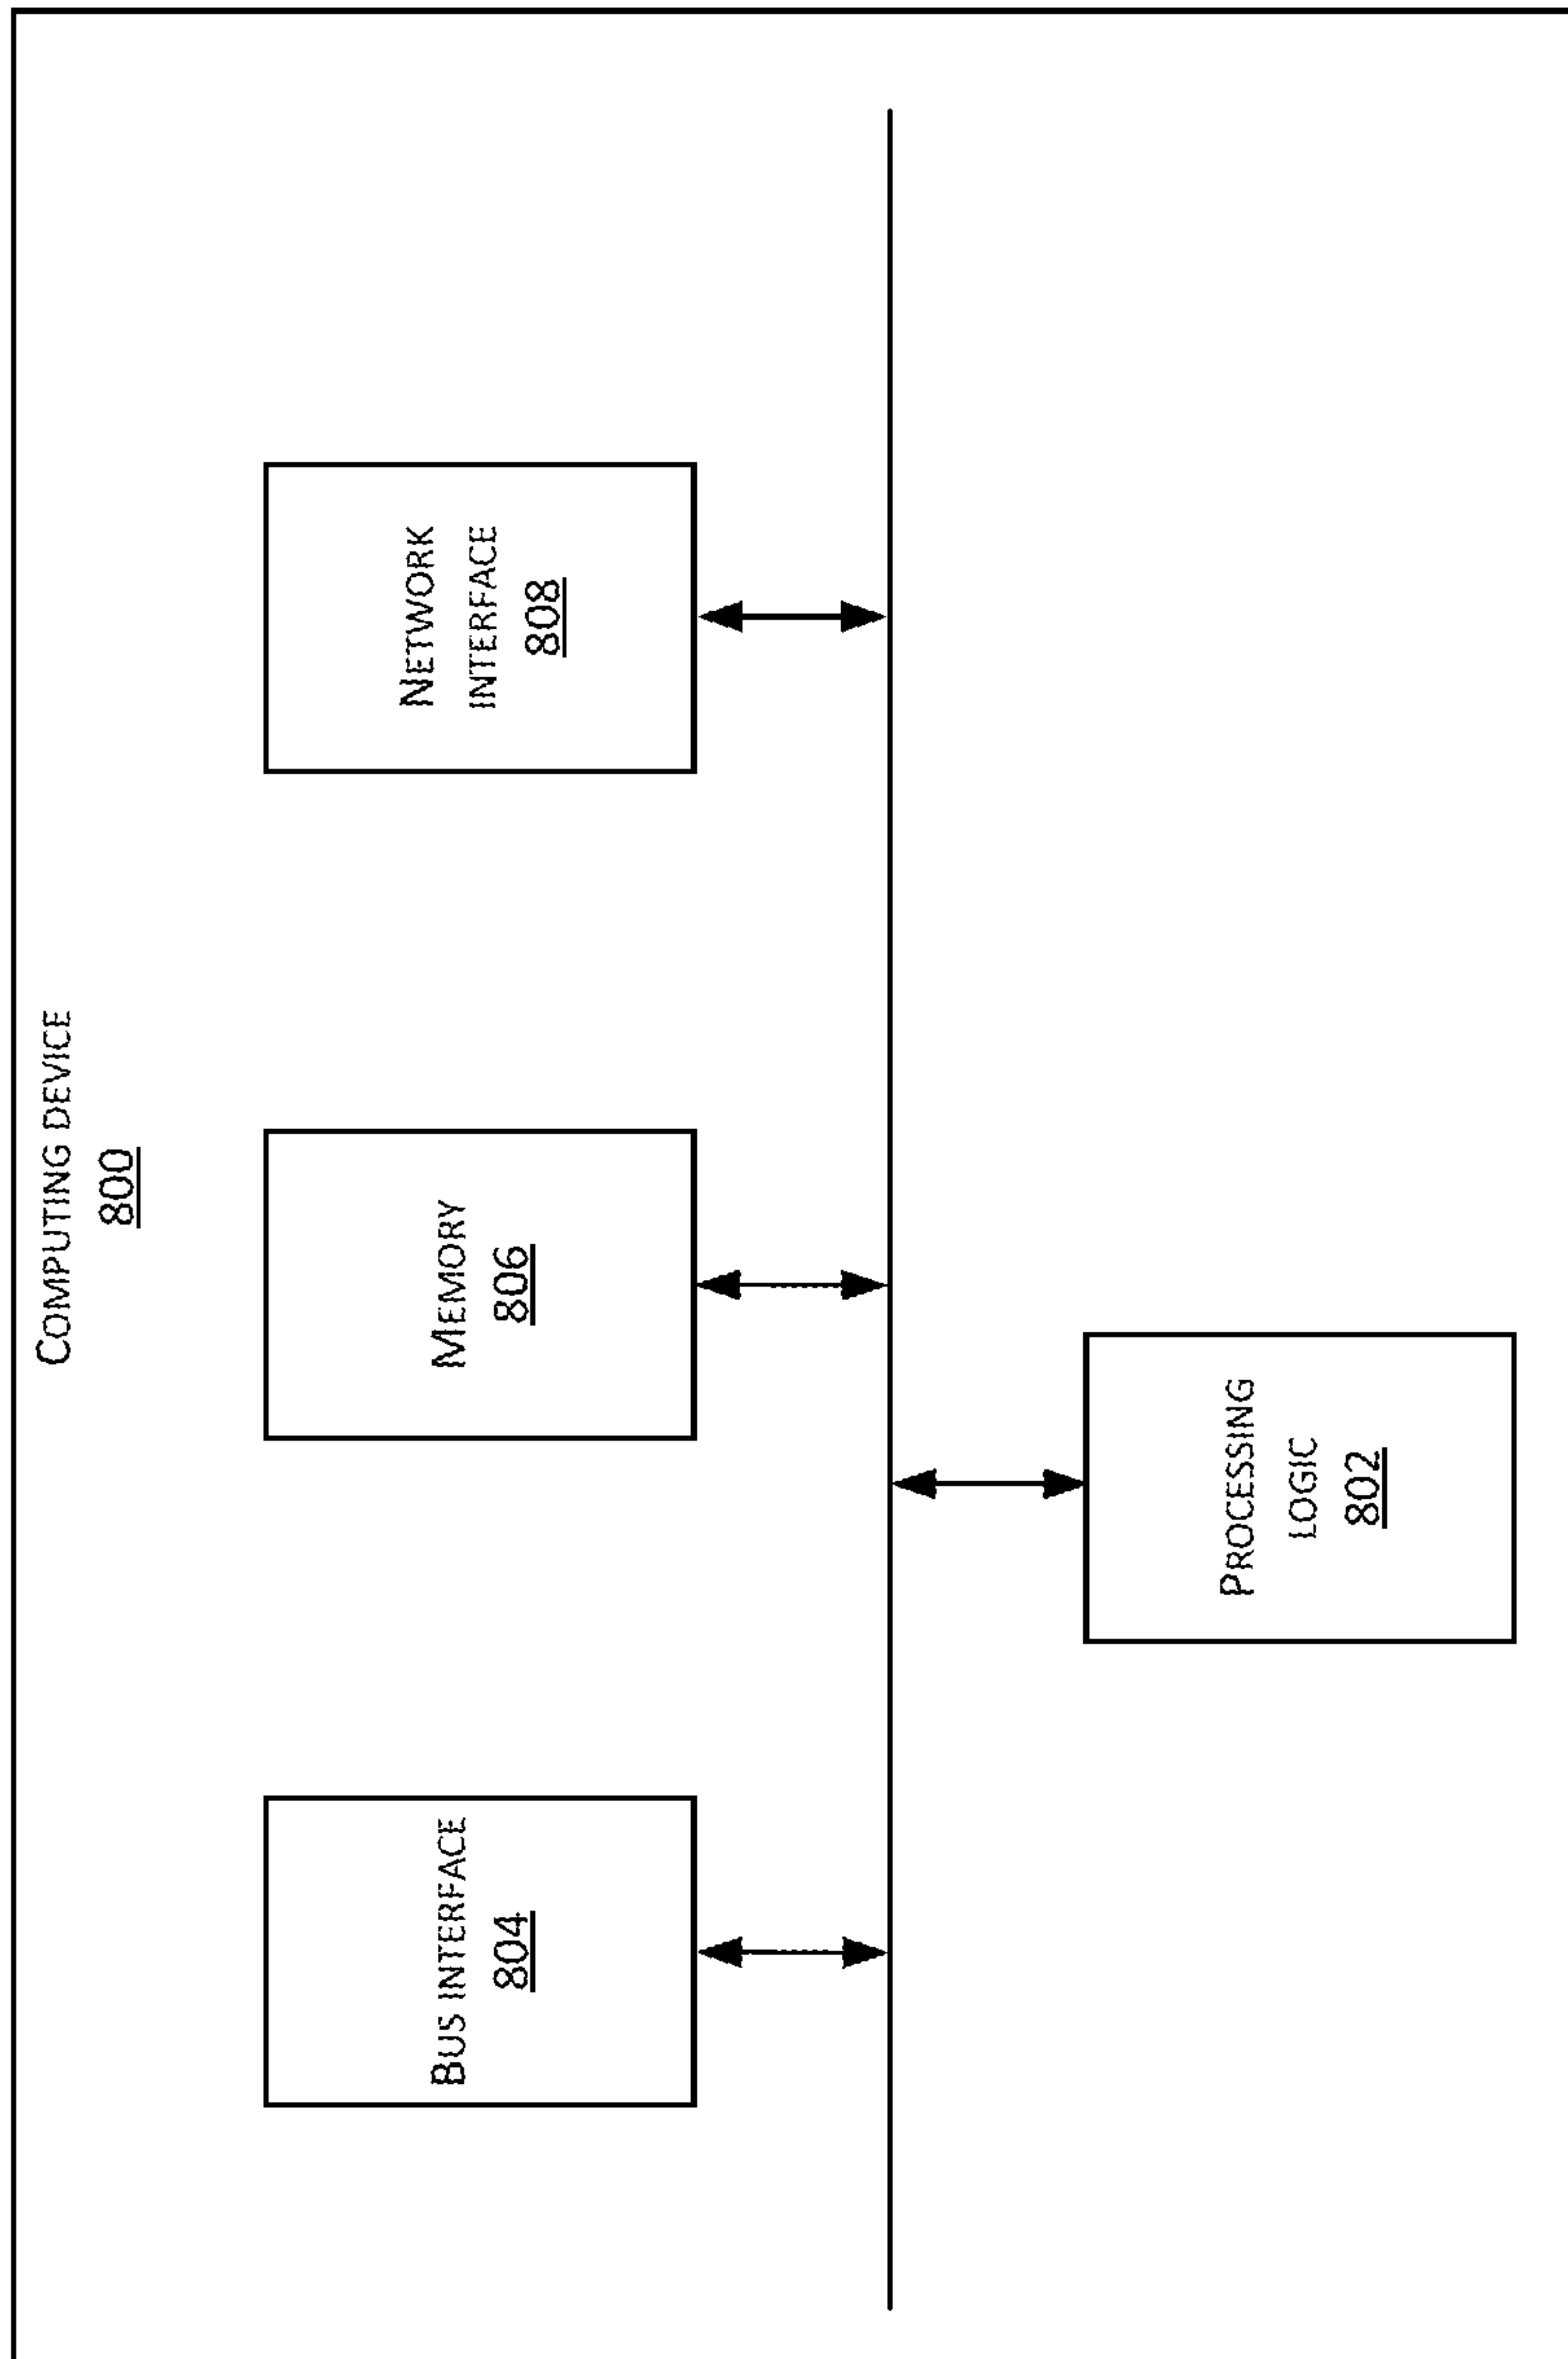 COMPUTING DEVICE
800
BUS INTERFACE
804
MEMORY
806
NETWORK
INTERFACE
808
PROCESSING
LOGIC
802